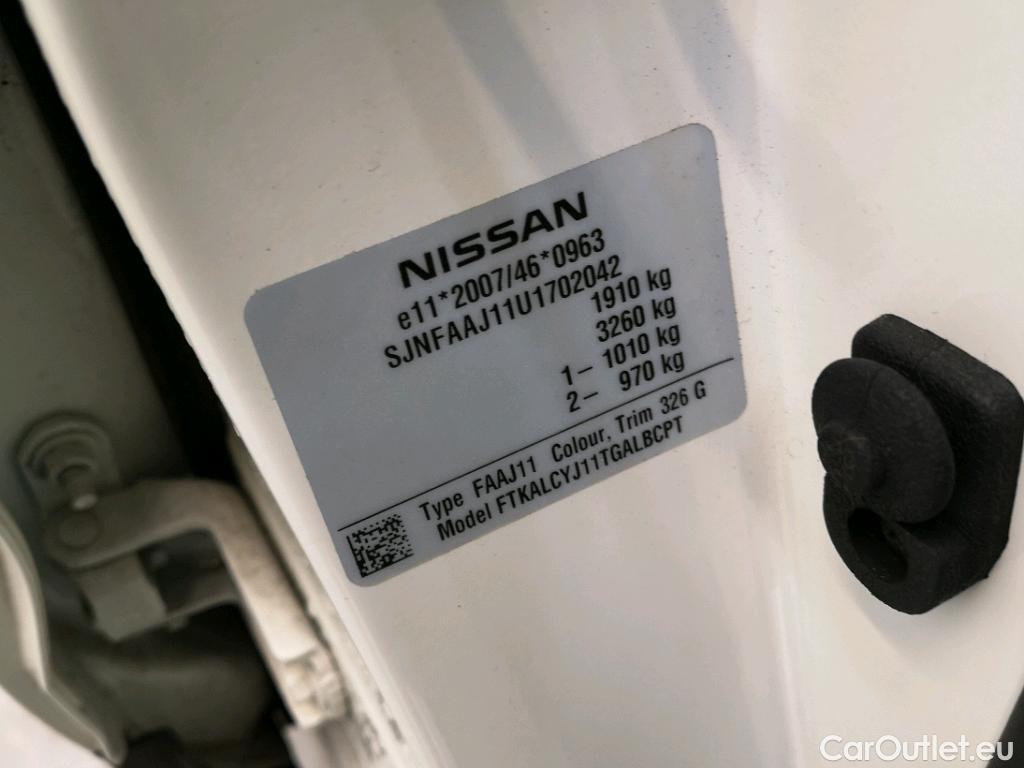 NISSAN
e11*2007/46*0963
SJNFAAJ11U1702042
1910 kg
3260 kg
1– 1010 kg
2– 970 kg
Type FAAJ11 Colour, Trim 326 G
Model FTKALCYJ11TGALBCPT
CarOutlet.eu